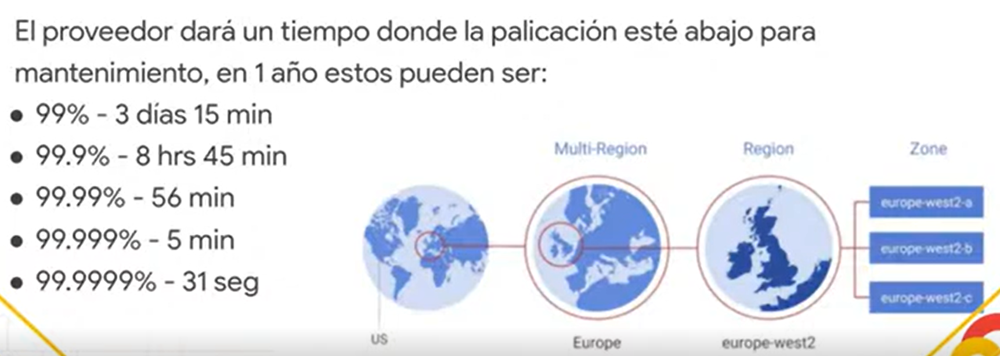 El proveedor dará un tiempo donde la palicación esté abajo para
mantenimiento, en 1 año estos pueden ser:
● 99% - 3 días 15 min
● 99.9% - 8 hrs 45 min
● 99.99% - 56 min
● 99.999% - 5 min
● 99.9999% - 31 seg
Multi-Region
Region
Zone
europe-west2-a
europe-west2-b
europe-west2-c
US
Europe
europe-west2